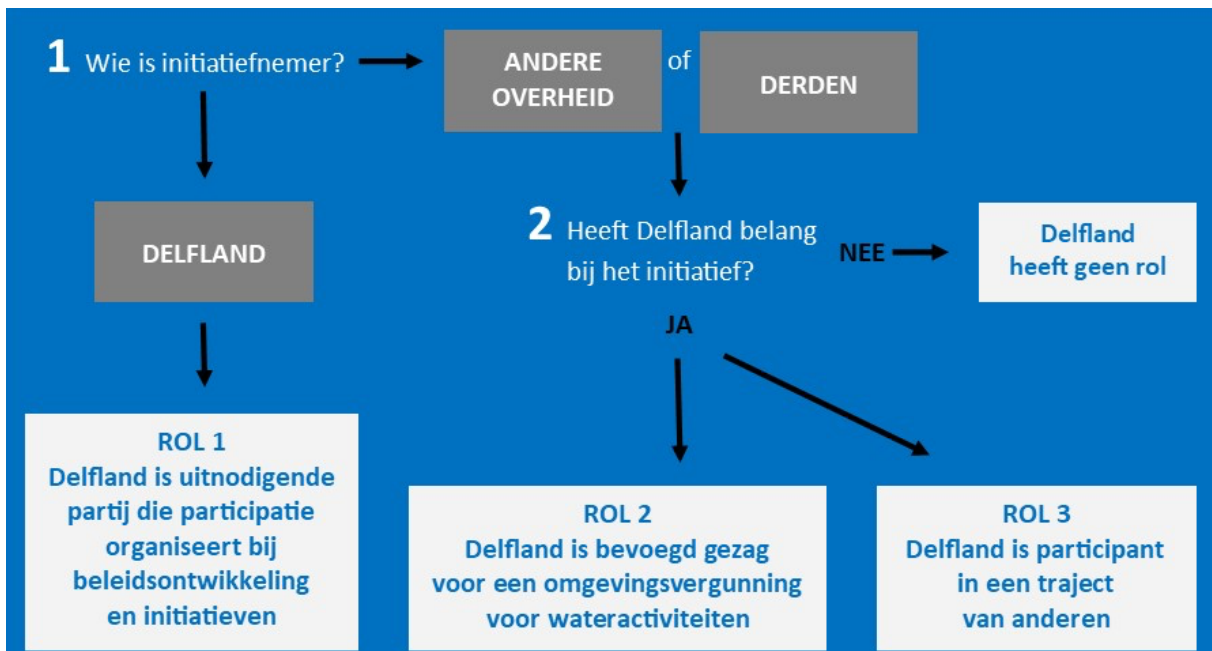 1 Wie is initiatiefnemer?
ANDERE
OVERHEID
of
DERDEN
DELFLAND
2 Heeft Delfland belang
bij het initiatief?
NEE
Delfland
heeft geen rol
JA
ROL 1
Delfland is uitnodigende
partij die participatie
organiseert bij
beleidsontwikkeling
en initiatieven
ROL 2
Delfland is bevoegd gezag
voor een omgevingsvergunning
voor wateractiviteiten
ROL 3
Delfland is participant
in een traject
van anderen